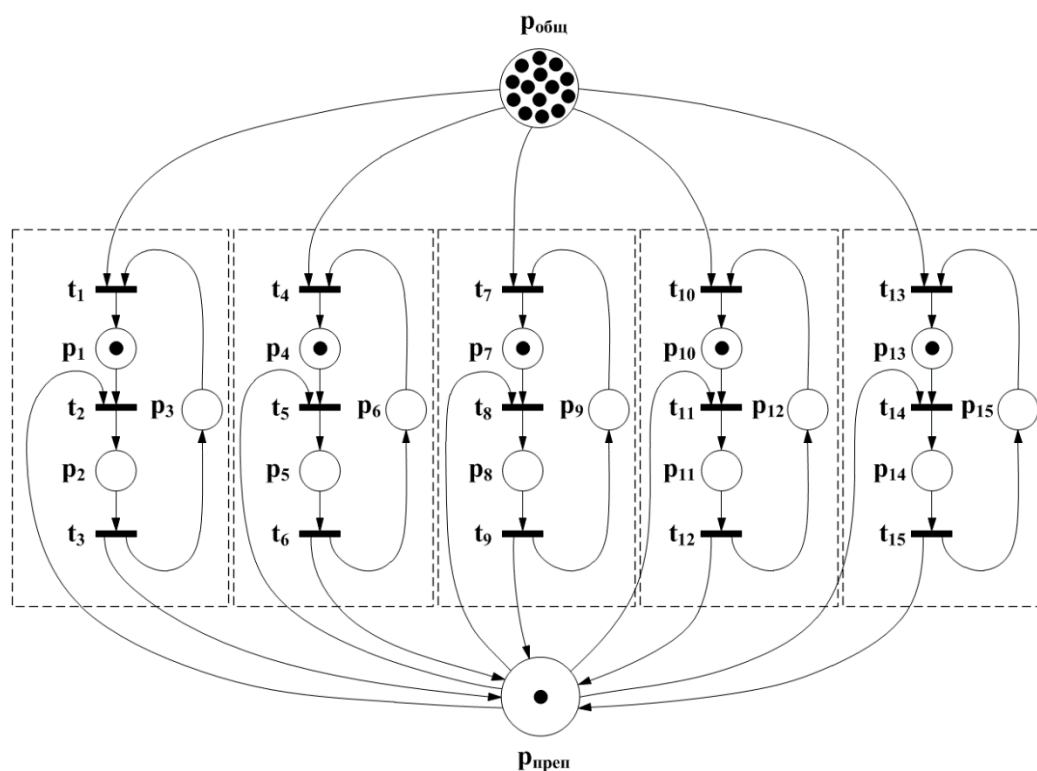 pобщ
t1 t4 t7 t10 t13
p1 p4 p7 p10 p13
t2 p3 t5 p6 t8 p9 t11 p12 t14 p15
p2 p5 p8 p11 p14
t3 t6 t9 t12 t15
pпреп